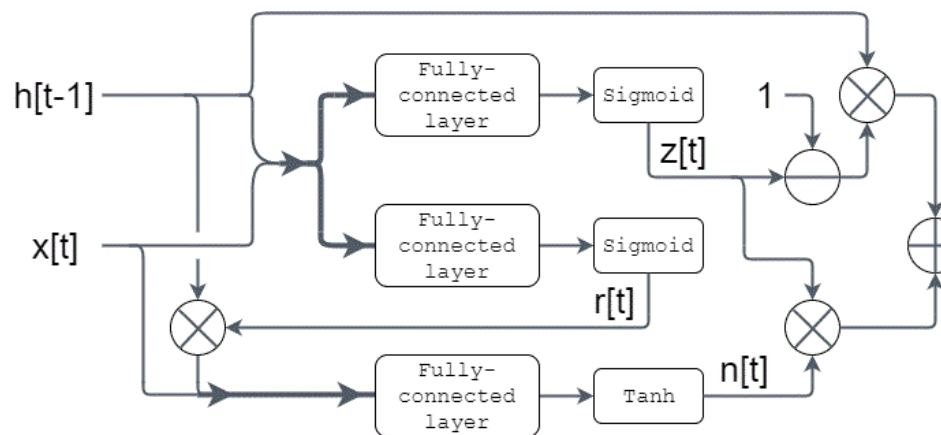 h[t-1]
Fully-
connected
layer
Sigmoid
1
z[t]
x[t]
Fully-
connected
layer
Sigmoid
r[t]
Fully-
connected
layer
Tanh
n[t]